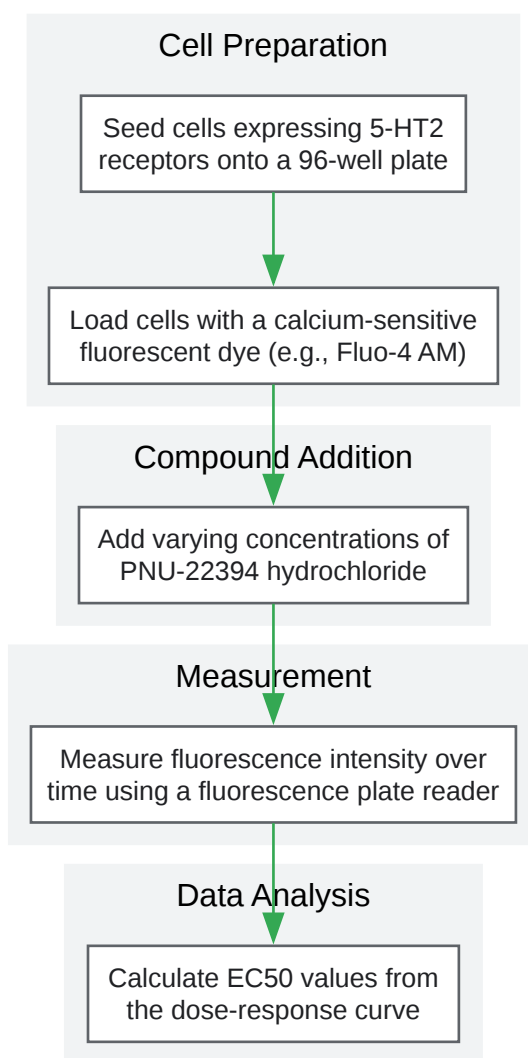 Cell Preparation
Seed cells expressing 5-HT2
receptors onto a 96-well plate
Load cells with a calcium-sensitive
fluorescent dye (e.g., Fluo-4 AM)
Compound Addition
Add varying concentrations of
PNU-22394 hydrochloride
Measurement
Measure fluorescence intensity over
time using a fluorescence plate reader
Data Analysis
Calculate EC50 values from
the dose-response curve